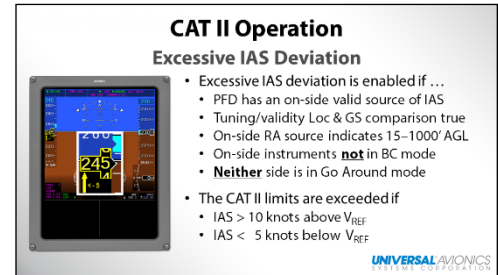 CAT II Operation
Excessive IAS Deviation
• Excessive IAS deviation is enabled if …
• PFD has an on-side valid source of IAS
• Tuning/validity Loc & GS comparison true
• On-side RA source indicates 15–1000' AGL
• On-side instruments not in BC mode
• Neither side is in Go Around mode
• The CAT II limits are exceeded if
• IAS > 10 knots above VREF
• IAS < 5 knots below VREF
200
245
<-5
UNIVERSAL AVIONICS
SYSTEMS CORPORATION